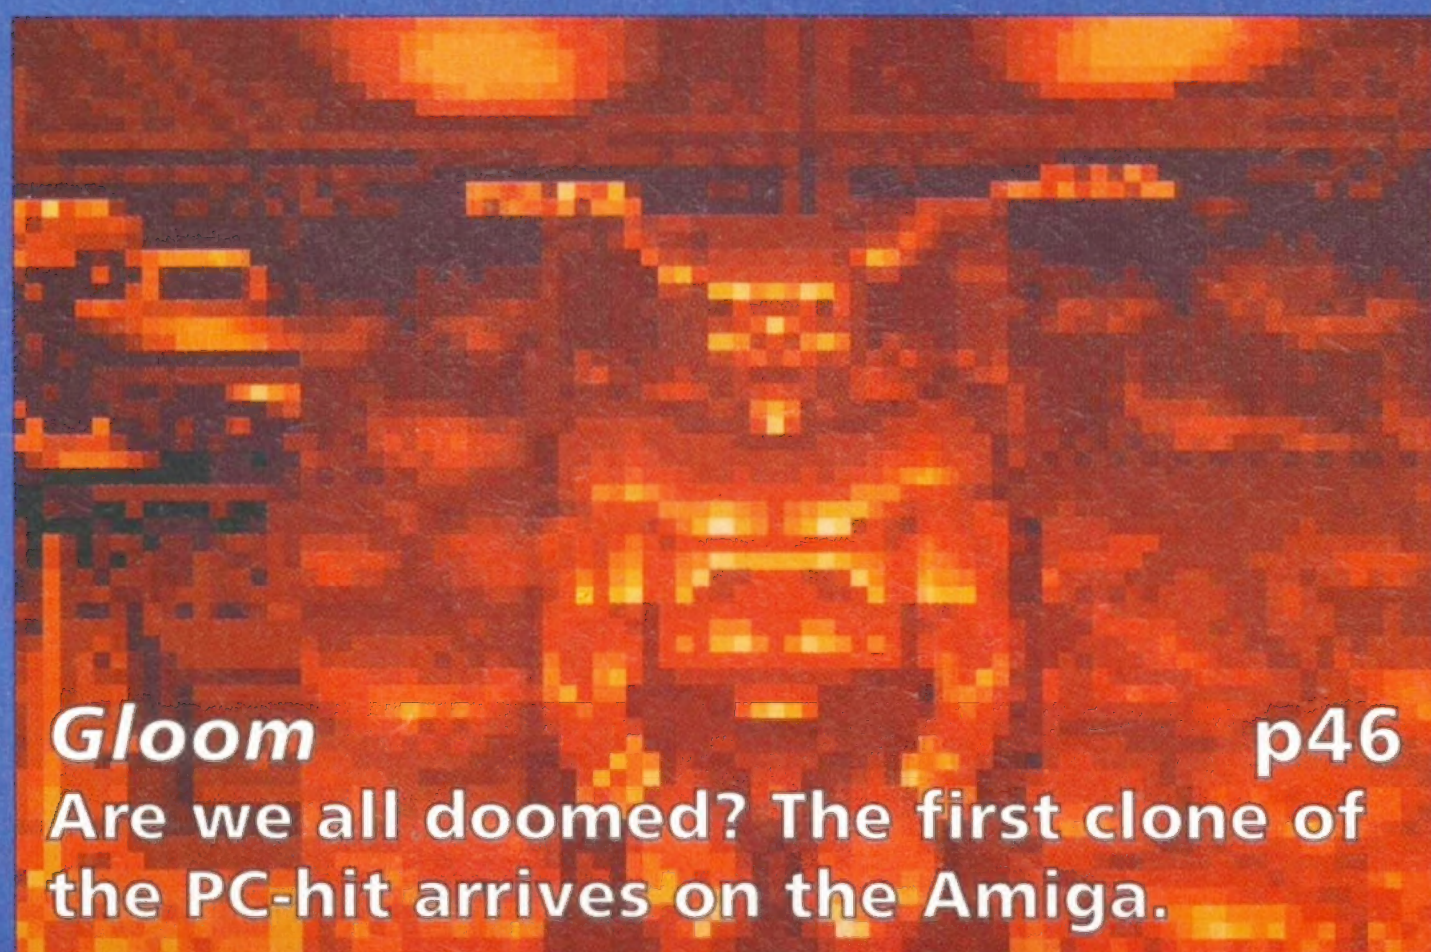 Gloom p46
Are we all doomed? The first clone of
the PC-hit arrives on the Amiga.